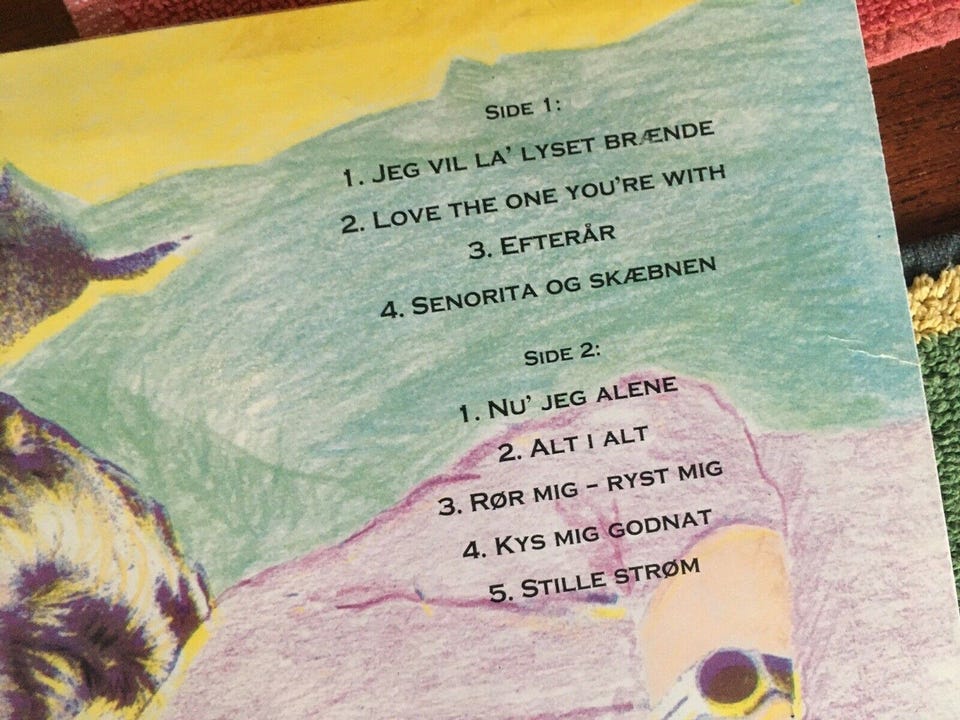 SIDE 1:
1. JEG VIL LA' LYSET BRÆNDE
2. LOVE THE ONE YOU'RE WITH
3. EFTERÅR
4. SENORITA OG SKÆBNEN
SIDE 2:
1. NU' JEG ALENE
2. ALT I ALT
3. RØR MIG – RYST MIG
4. KYS MIG GODNAT
5. STILLE STRØM